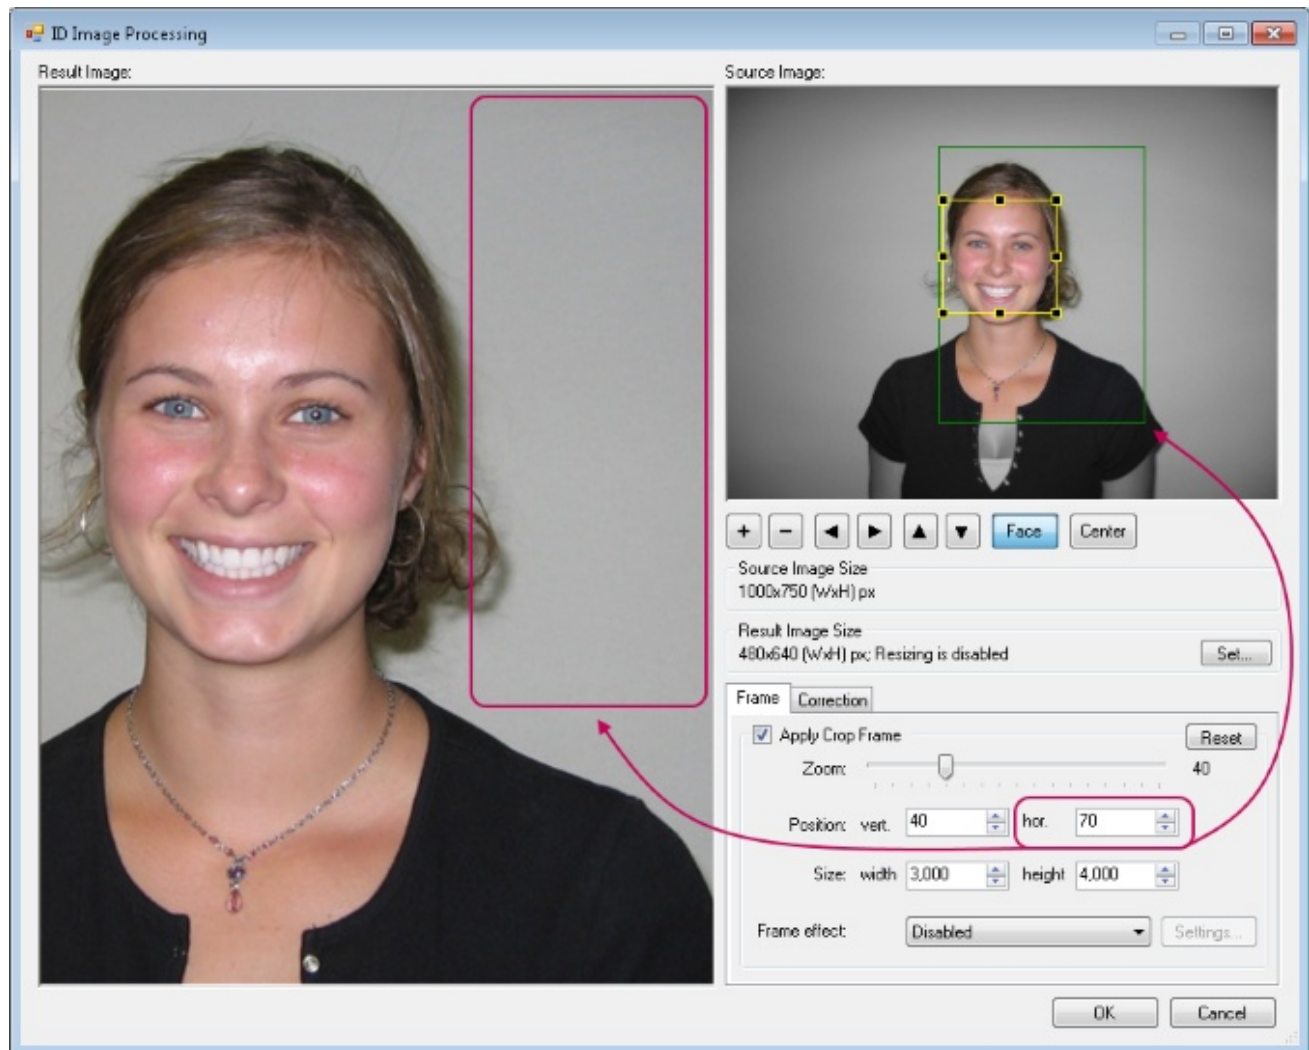 ID Image Processing
Result Image:
Source Image:
+ - Face Center
Source Image Size
1000x750 (WxH) px
Result Image Size
480x640 (WxH) px; Resizing is disabled Set...
Frame Correction
Apply Crop Frame Reset
Zoom: 40
Position: vert. 40 hor. 70
Size: width 3,000 height 4,000
Frame effect: Disabled Settings...
OK Cancel